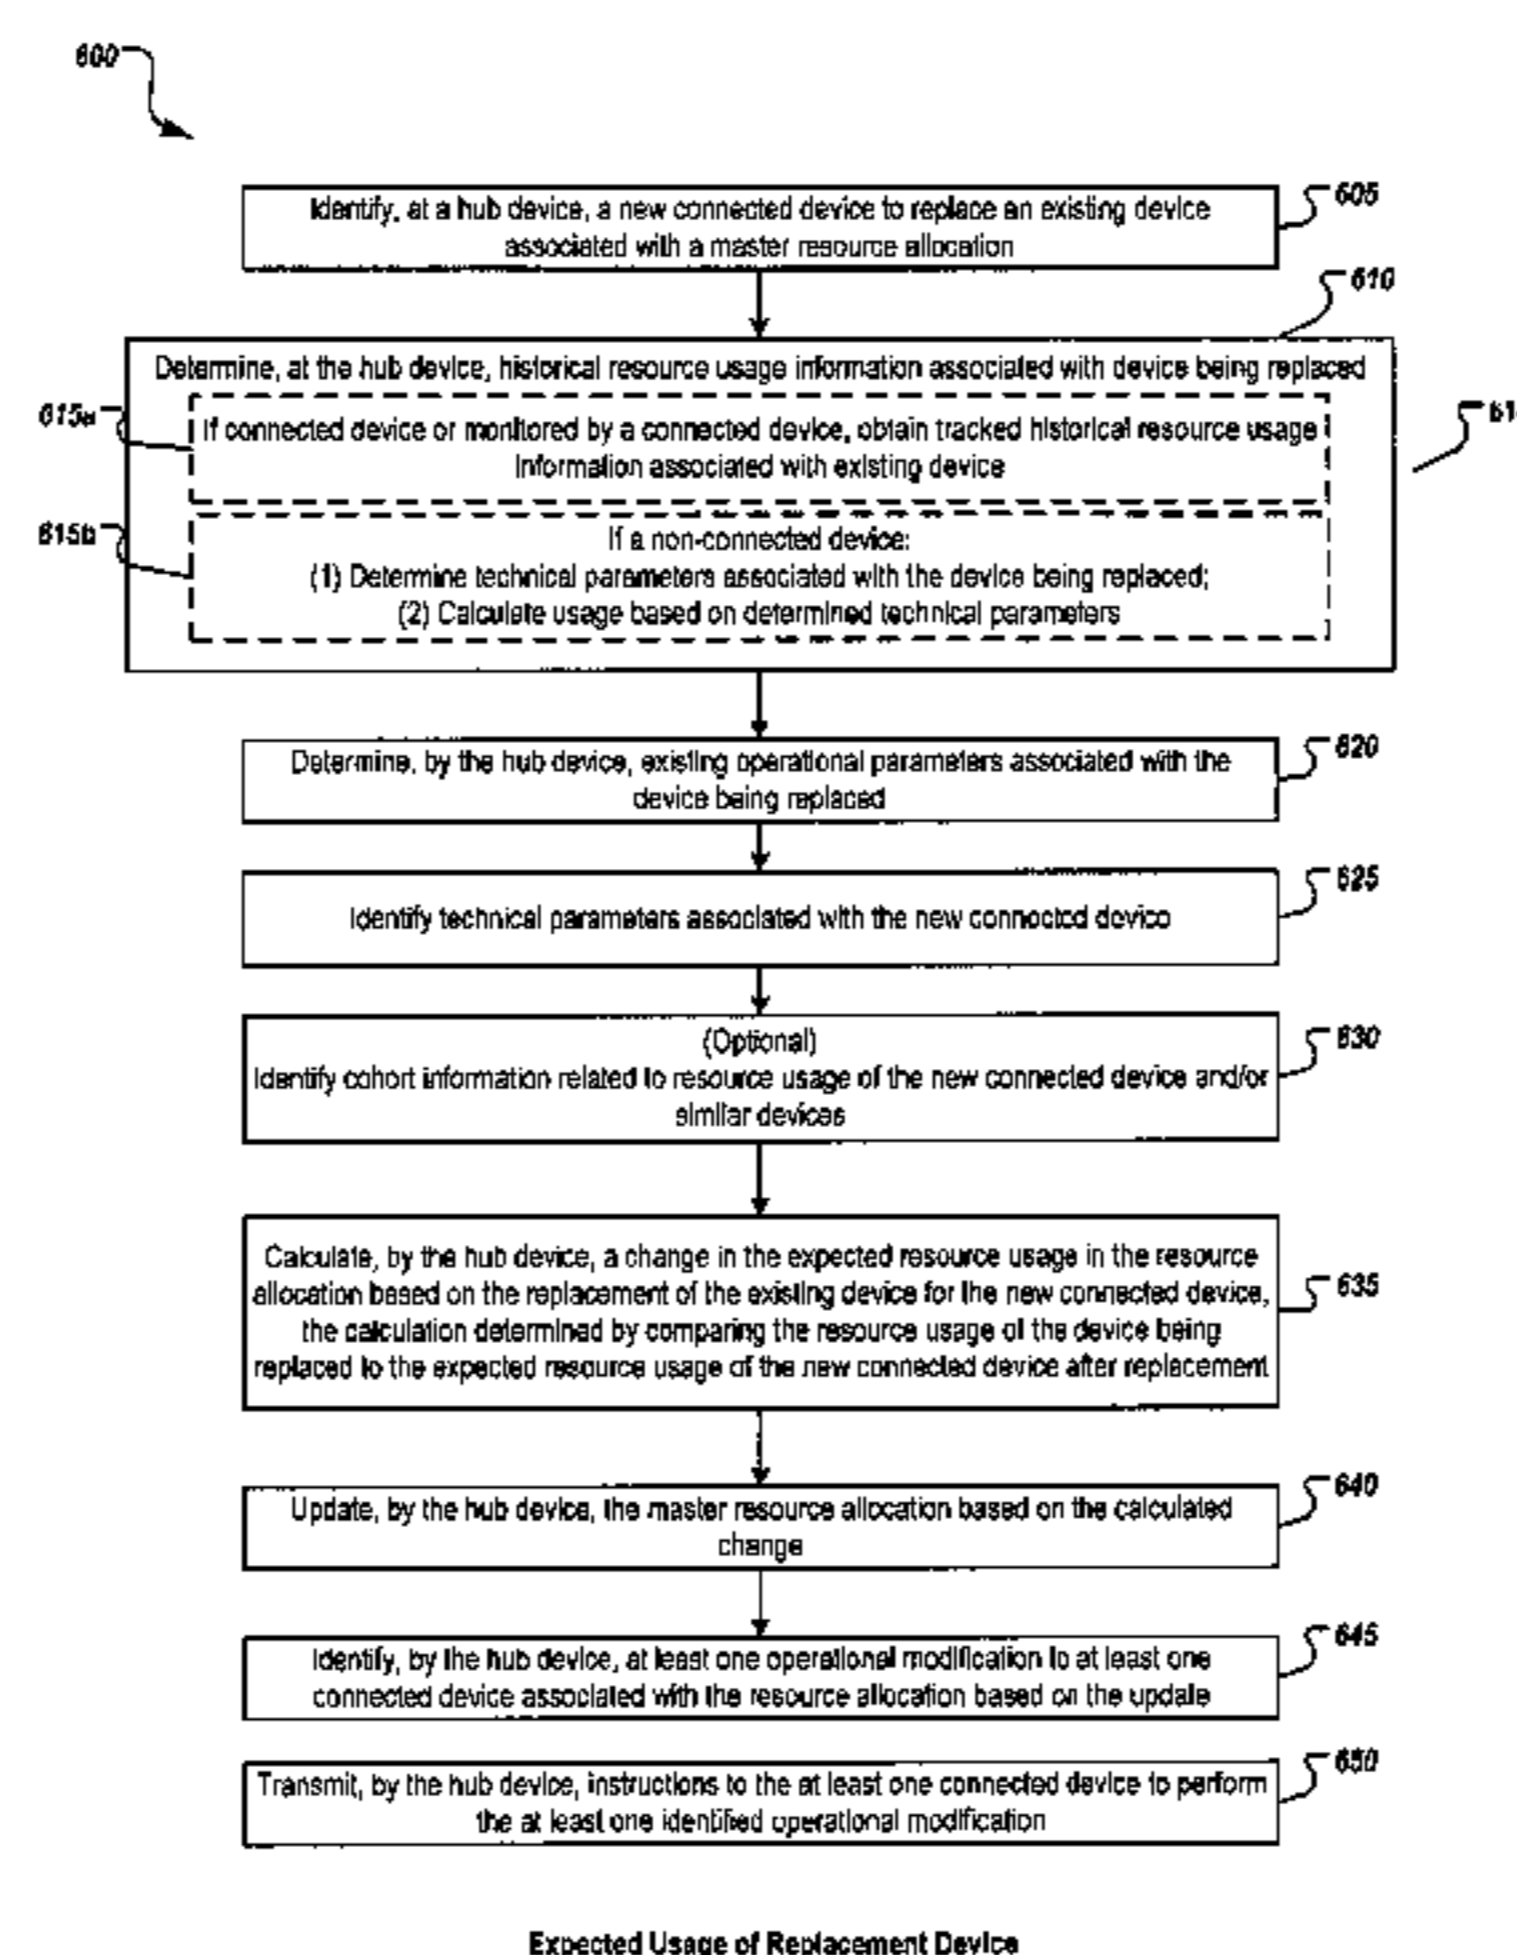 600
605
Identify, at a hub device, a new connected device to replace an existing device
associated with a master resource allocation
610
Determine, at the hub device, historical resource usage information associated with device being replaced
615a
If connected device or monitored by a connected device, obtain tracked historical resource usage
information associated with existing device
615b
If a non-connected device:
(1) Determine technical parameters associated with the device being replaced;
(2) Calculate usage based on determined technical parameters
620
Determine, by the hub device, existing operational parameters associated with the
device being replaced
625
Identify technical parameters associated with the new connected device
630
(Optional)
Identify cohort information related to resource usage of the new connected device and/or
similar devices
635
Calculate, by the hub device, a change in the expected resource usage in the resource
allocation based on the replacement of the existing device for the new connected device,
the calculation determined by comparing the resource usage of the device being
replaced to the expected resource usage of the new connected device after replacement
640
Update, by the hub device, the master resource allocation based on the calculated
change
645
Identify, by the hub device, at least one operational modification to at least one
connected device associated with the resource allocation based on the update
650
Transmit, by the hub device, instructions to the at least one connected device to perform
the at least one identified operational modification
Expected Usage of Replacement Device